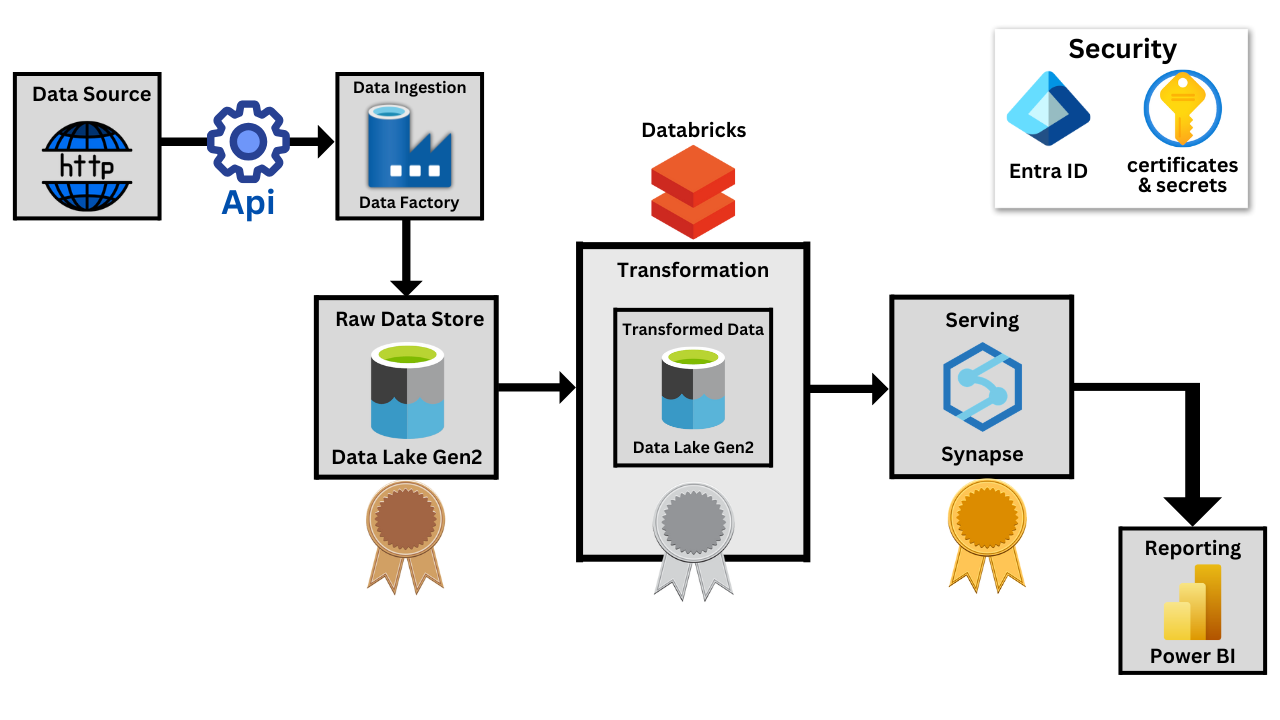 Data Source
http
Api
Data Ingestion
Data Factory
Raw Data Store
Data Lake Gen2
Databricks
Transformation
Transformed Data
Data Lake Gen2
Serving
Synapse
Reporting
Power BI
Security
Entra ID
certificates
& secrets